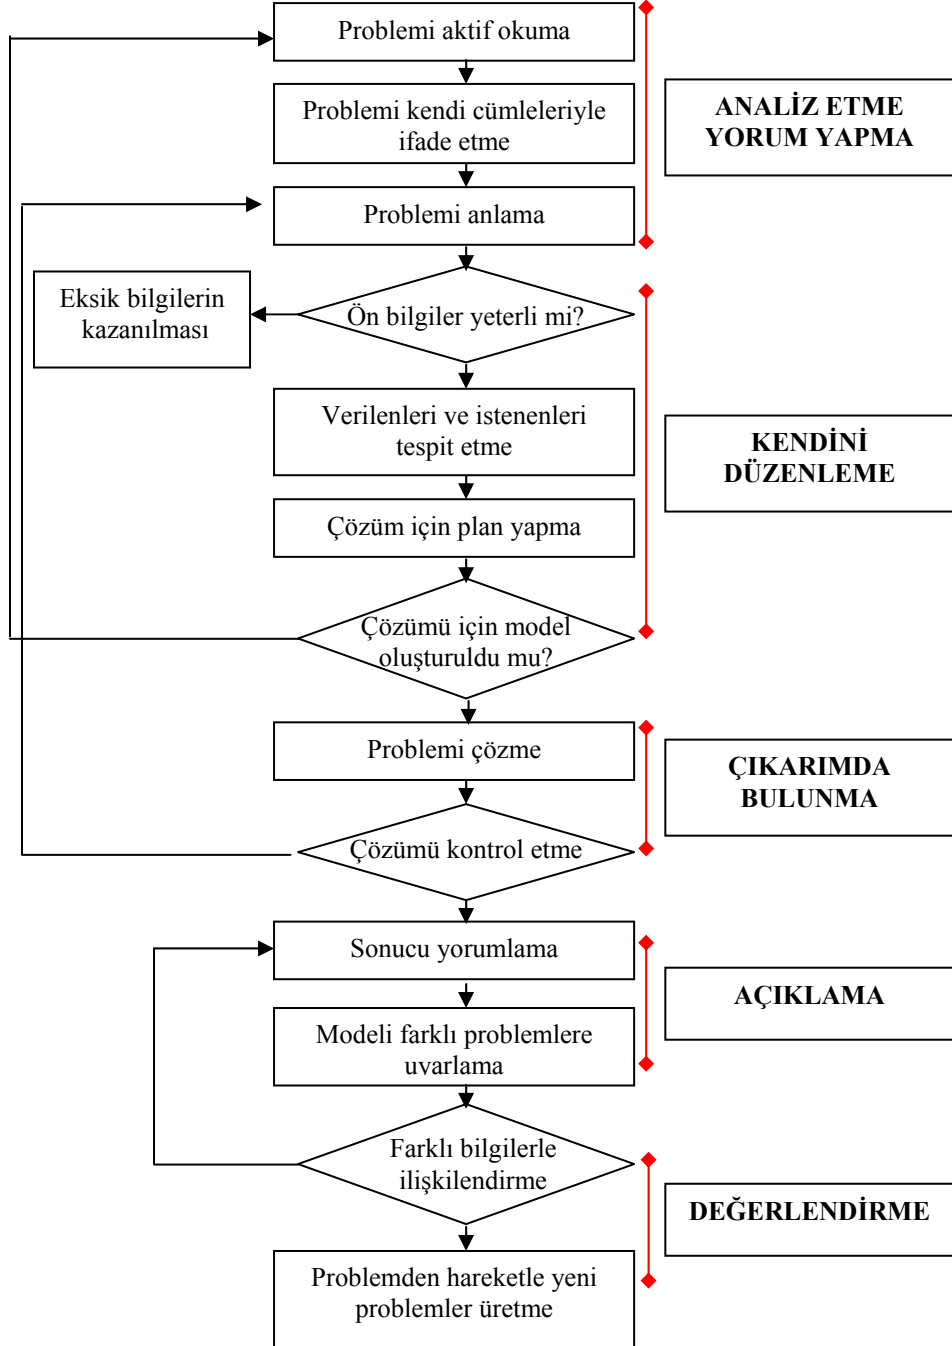 Problemi aktif okuma
Problemi kendi cümleleriyle
ifade etme
ANALİZ ETME
YORUM YAPMA
Problemi anlama
Eksik bilgilerin
kazanılması
Ön bilgiler yeterli mi?
Verilenleri ve istenenleri
tespit etme
KENDİNİ
DÜZENLEME
Çözüm için plan yapma
Çözümü için model
oluşturuldu mu?
Problemi çözme
ÇIKARIMDA
BULUNMA
Çözümü kontrol etme
Sonucu yorumlama
AÇIKLAMA
Modeli farklı problemlere
uvarlama
Farklı bilgilerle
ilişkilendirme
DEĞERLENDİRME
Problemden hareketle yeni
problemler üretme